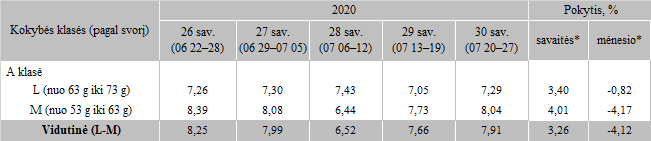 Kokybės klasės (pagal svorį) 2020 Pokytis, %
26 sav. (06 22–28) 27 sav. (06 29–07 05) 28 sav. (07 06–12) 29 sav. (07 13–19) 30 sav. (07 20–27) savaitės* mėnesio*
A klasė
L (nuo 63 g iki 73 g) 7,26 7,30 7,43 7,05 7,29 3,40 -0,82
M (nuo 53 g iki 63 g) 8,39 8,08 6,44 7,73 8,04 4,01 -4,17
Vidutinė (L-M) 8,25 7,99 6,52 7,66 7,91 3,26 -4,12